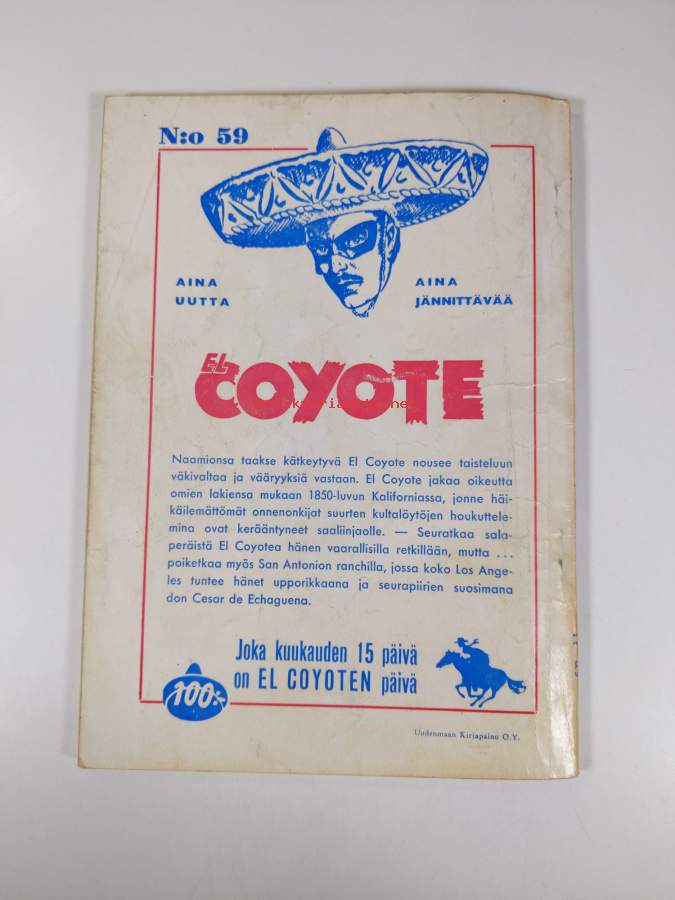 N:o 59
AINA
UUTTA
AINA
JÄNNITTÄVÄÄ
EL
COYOTE
Naamionsa taakse kätkeytyvä El Coyote nousee taisteluun
väkivaltaa ja vääryyksiä vastaan. El Coyote jakaa oikeutta
omien lakiensa mukaan 1850-luvun Kaliforniassa, jonne häi-
käilemättömät onnenonkijat suurten kultalöytöjen houkuttele-
mina ovat kerääntyneet saaliinjaolle. — Seuratkaa sala-
peräistä El Coyotea hänen vaarallisilla retkillään, mutta ...
poiketkaa myös San Antonion ranchilla, jossa koko Los Ange-
les tuntee hänet upporikkaana ja seurapiirien suosimana
don Cesar de Echaguena.
Joka kuukauden 15 päivä
on EL COYOTEN päivä
100:-
Uudenmaan Kirjapaino O.Y.